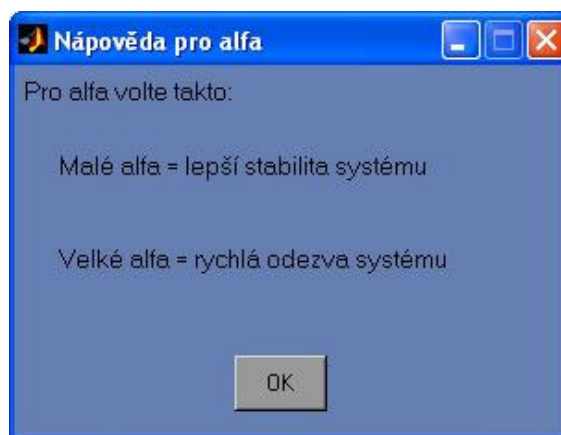 Nápověda pro alfa
Pro alfa volte takto:
Malé alfa = lepší stabilita systému
Velké alfa = rychlá odezva systému
OK